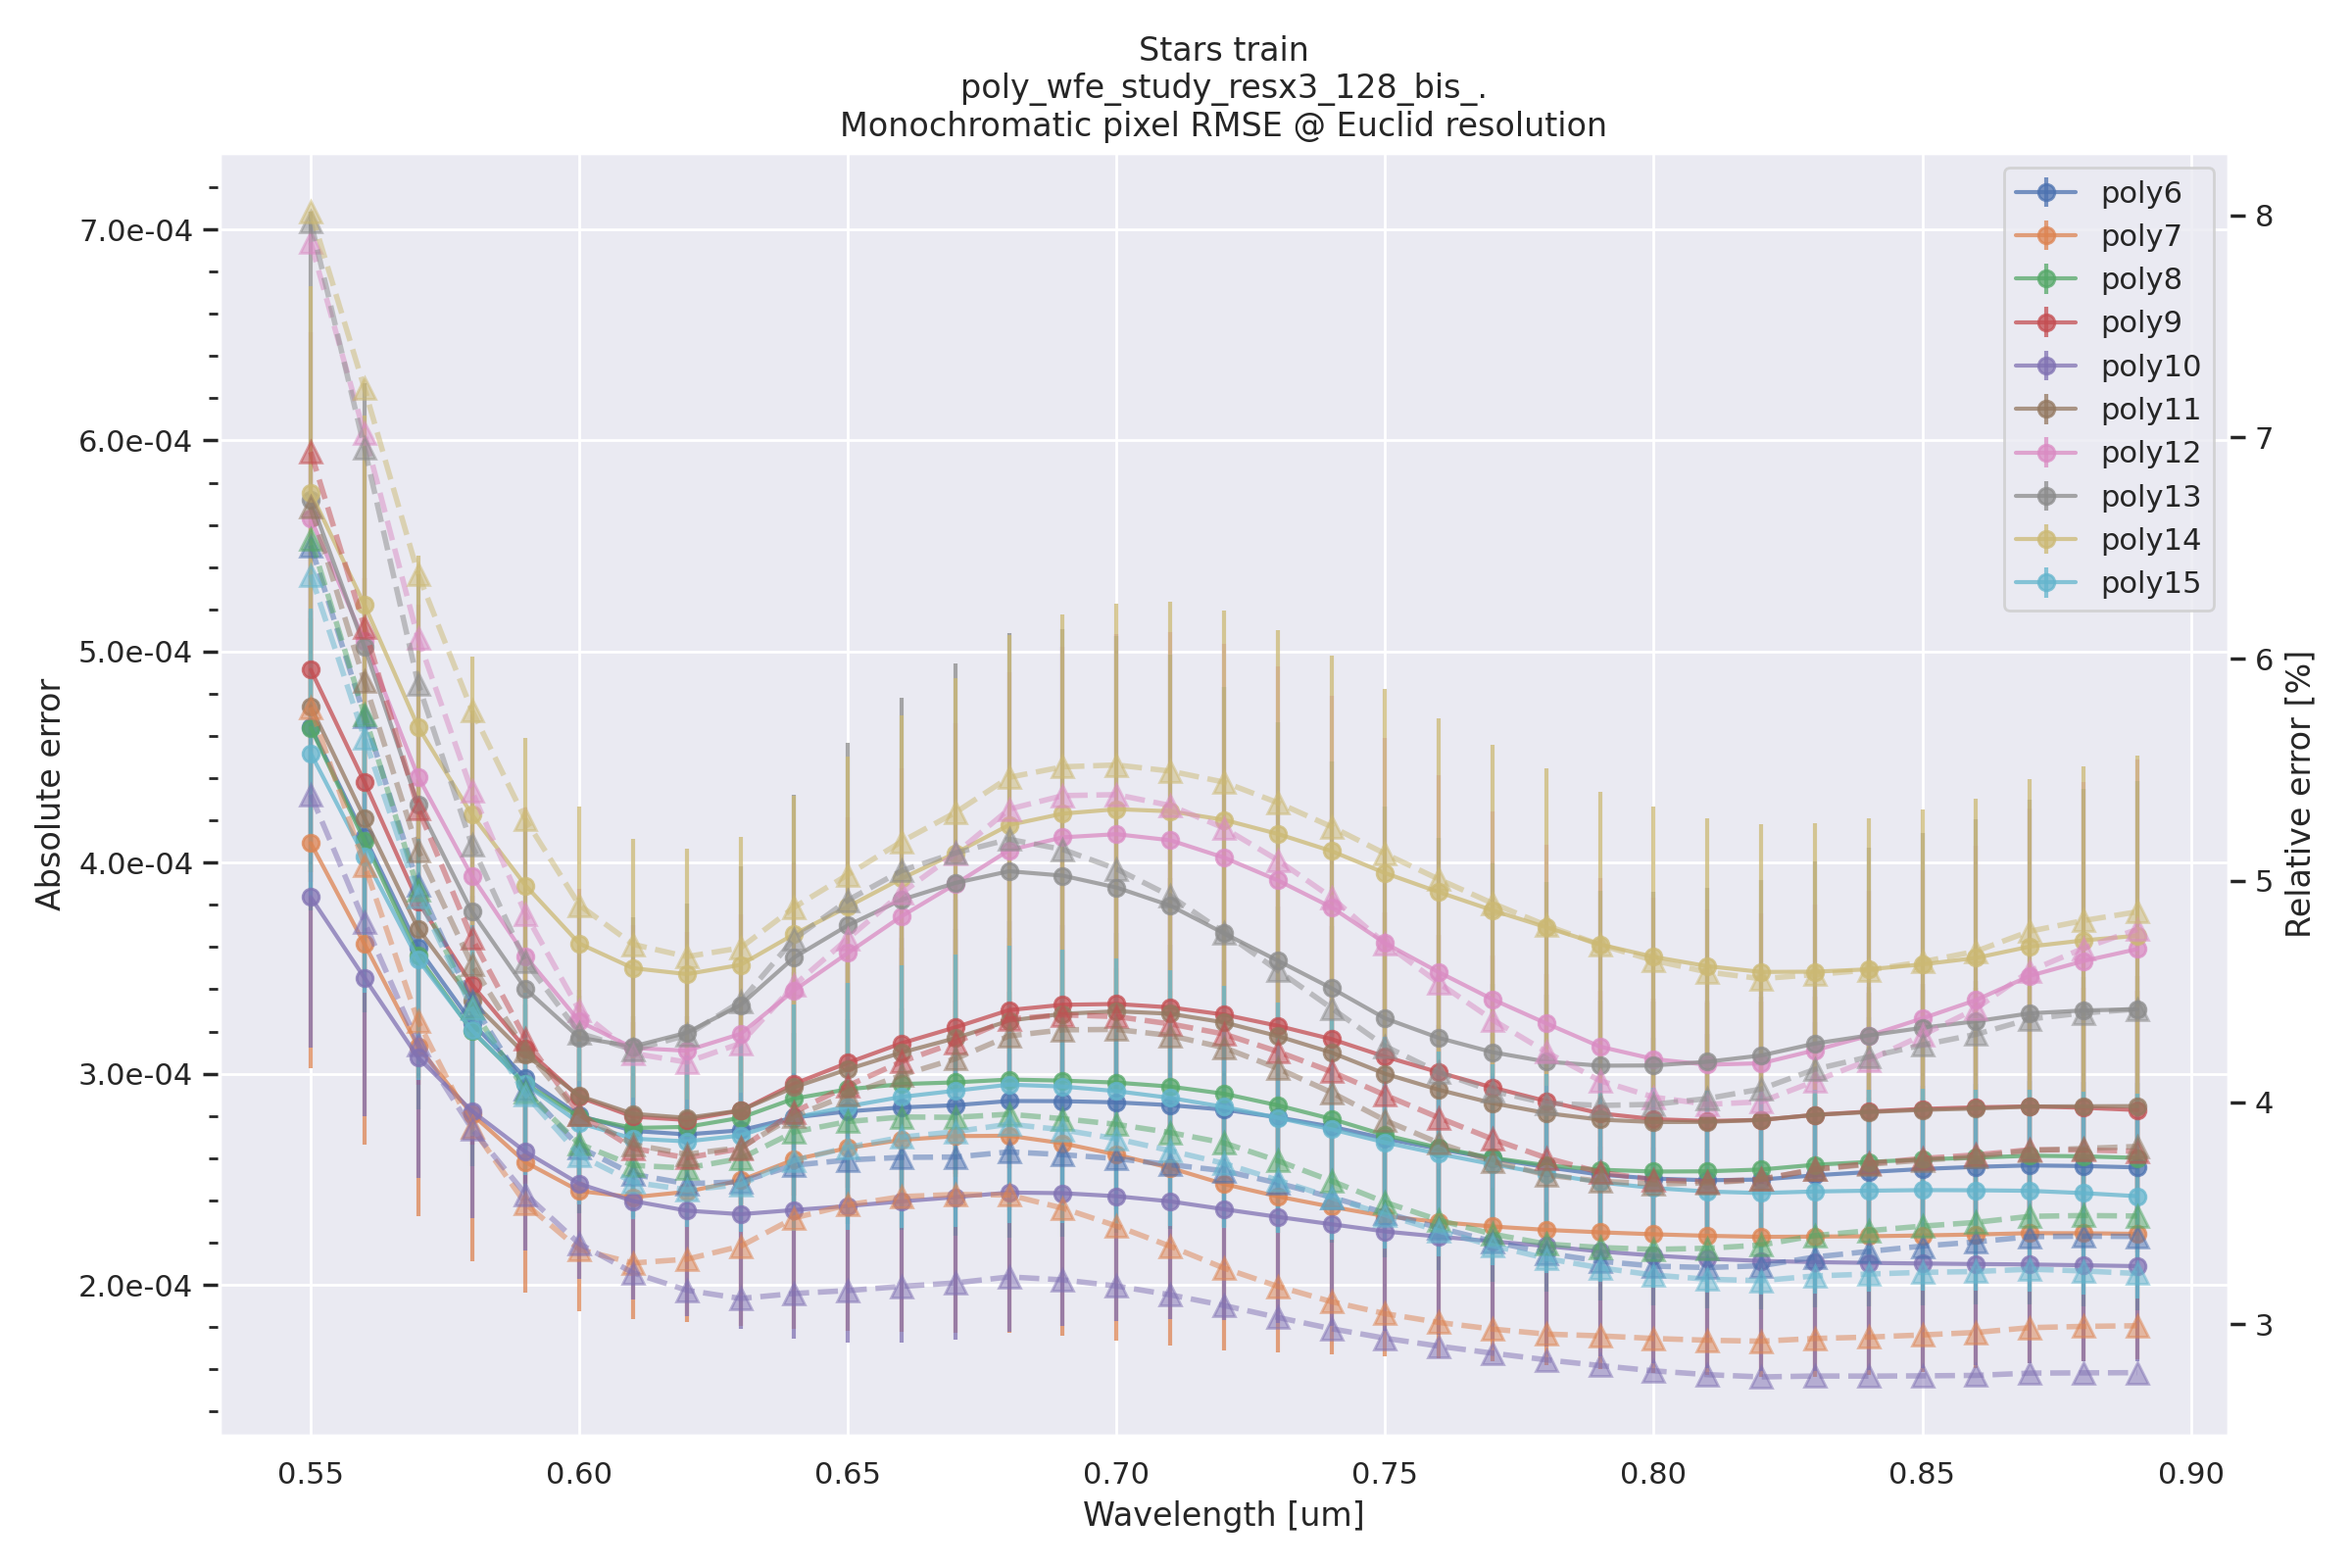 Stars train
poly_wfe_study_resx3_128_bis_.
Monochromatic pixel RMSE @ Euclid resolution
7.0e-04
6.0e-04
5.0e-04
4.0e-04
3.0e-04
2.0e-04
Absolute error
8
7
6
5
4
3
Relative error [%]
poly6
poly7
poly8
poly9
poly10
poly11
poly12
poly13
poly14
poly15
0.55 0.60 0.65 0.70 0.75 0.80 0.85 0.90
Wavelength [um]